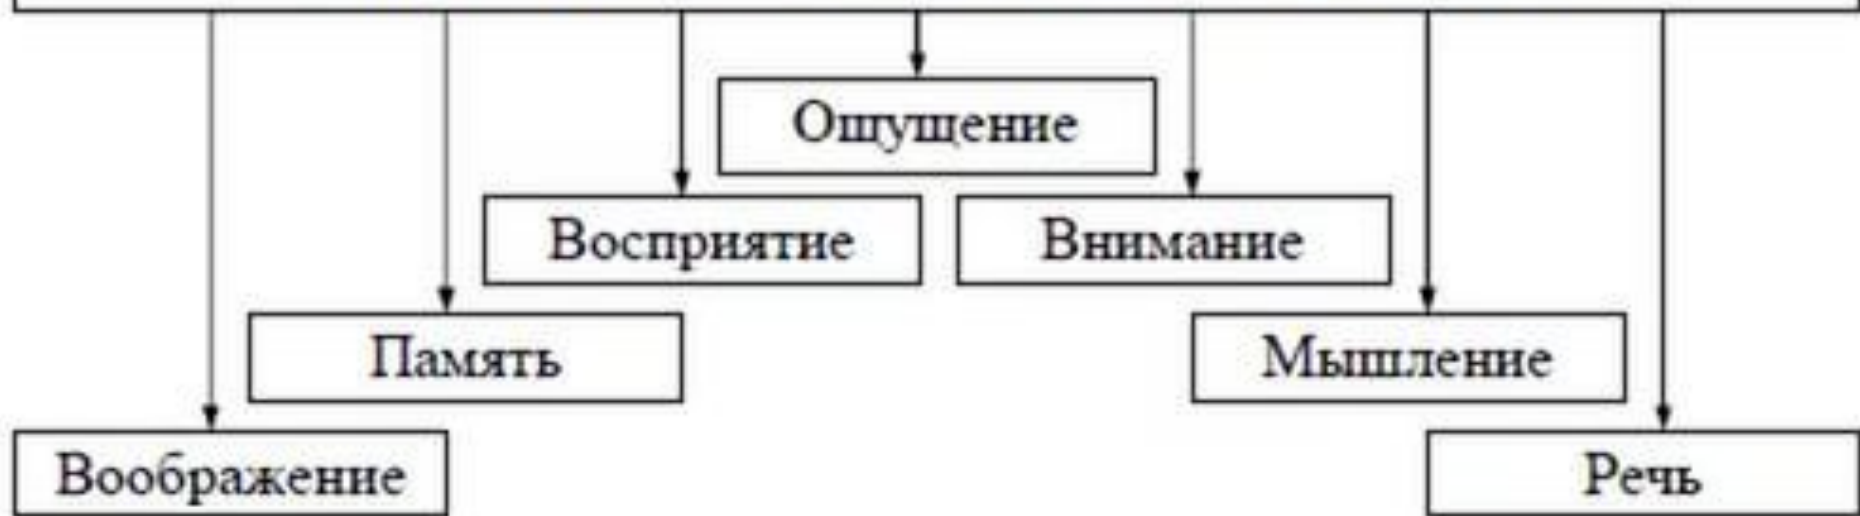 Ощущение
Восприятие
Внимание
Память
Мышление
Воображение
Речь